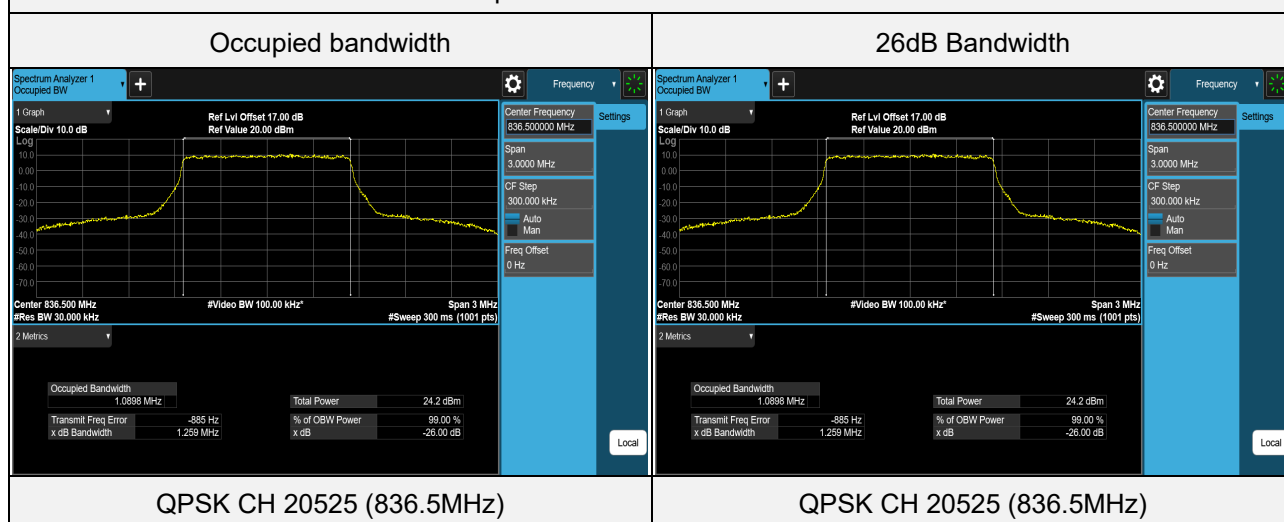 Occupied bandwidth
26dB Bandwidth
Spectrum Analyzer 1
Occupied BW
+
Frequency
1 Graph
Ref Lvl Offset 17.00 dB
Scale/Div 10.0 dB
Ref Value 20.00 dBm
Log
10.0
0.00
-10.0
-20.0
-30.0
-40.0
-50.0
-60.0
-70.0
Center 836.500 MHz
#Video BW 100.00 kHz*
Span 3 MHz
#Res BW 30.000 kHz
#Sweep 300 ms (1001 pts)
Center Frequency
836.500000 MHz
Settings
Span
3.0000 MHz
CF Step
300.000 kHz
Auto
Man
Freq Offset
0 Hz
2 Metrics
Occupied Bandwidth
1.0898 MHz
Total Power 24.2 dBm
Transmit Freq Error -885 Hz
% of OBW Power 99.00 %
x dB Bandwidth 1.259 MHz
x dB -26.00 dB
Local
Spectrum Analyzer 1
Occupied BW
+
Frequency
1 Graph
Ref Lvl Offset 17.00 dB
Scale/Div 10.0 dB
Ref Value 20.00 dBm
Log
10.0
0.00
-10.0
-20.0
-30.0
-40.0
-50.0
-60.0
-70.0
Center 836.500 MHz
#Video BW 100.00 kHz*
Span 3 MHz
#Res BW 30.000 kHz
#Sweep 300 ms (1001 pts)
Center Frequency
836.500000 MHz
Settings
Span
3.0000 MHz
CF Step
300.000 kHz
Auto
Man
Freq Offset
0 Hz
2 Metrics
Occupied Bandwidth
1.0898 MHz
Total Power 24.2 dBm
Transmit Freq Error -885 Hz
% of OBW Power 99.00 %
x dB Bandwidth 1.259 MHz
x dB -26.00 dB
Local
QPSK CH 20525 (836.5MHz)
QPSK CH 20525 (836.5MHz)